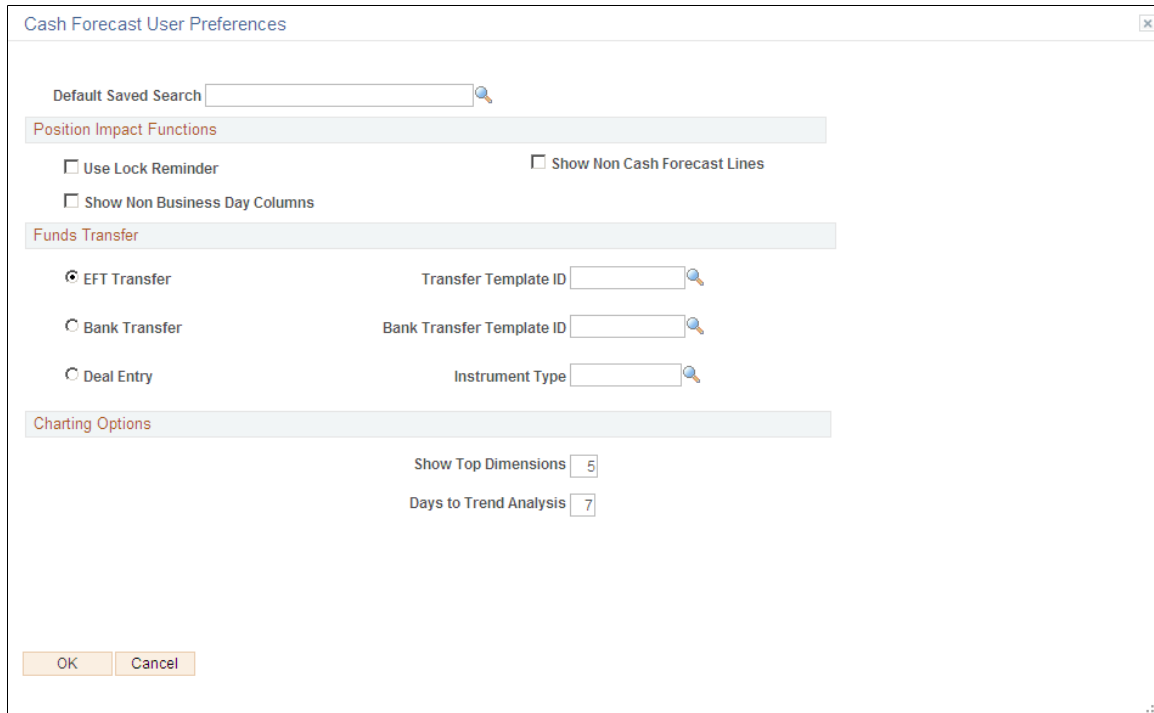 Cash Forecast User Preferences
Default Saved Search
Position Impact Functions
Use Lock Reminder
Show Non Cash Forecast Lines
Show Non Business Day Columns
Funds Transfer
EFT Transfer
Transfer Template ID
Bank Transfer
Bank Transfer Template ID
Deal Entry
Instrument Type
Charting Options
Show Top Dimensions 5
Days to Trend Analysis 7
OK
Cancel